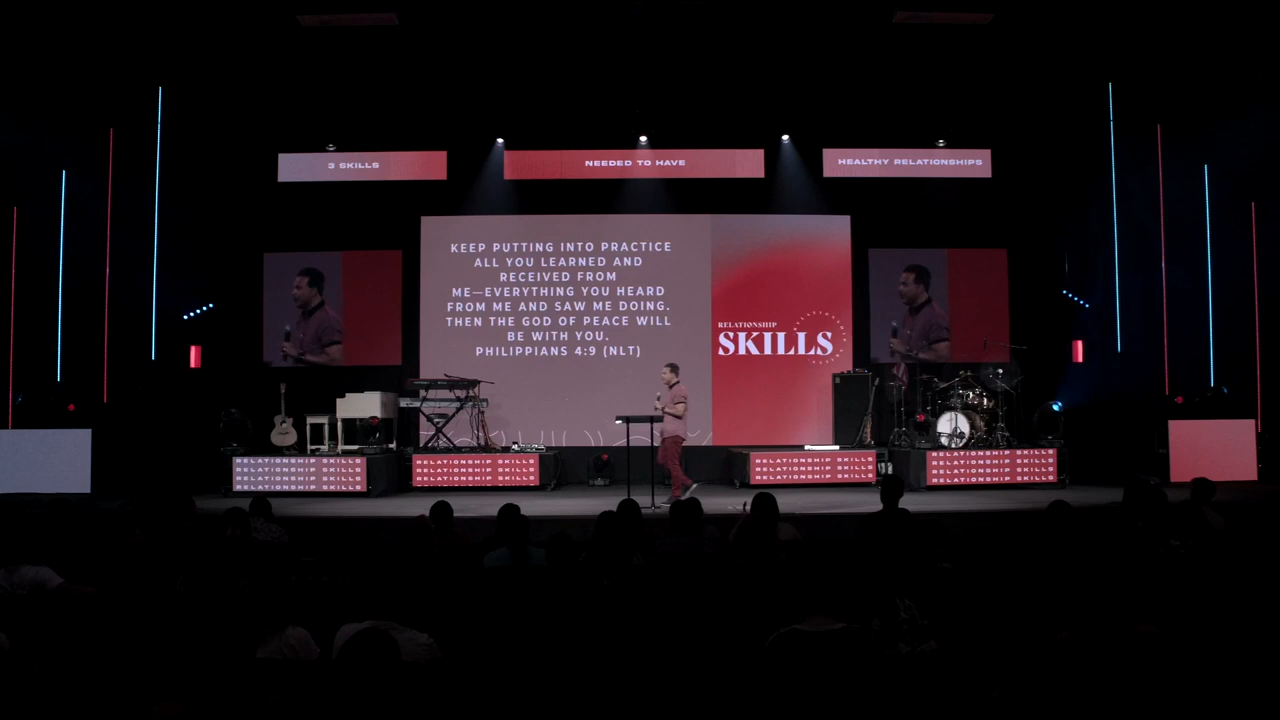 3 SKILLS
NEEDED TO HAVE
HEALTHY RELATIONSHIPS
KEEP PUTTING INTO PRACTICE
ALL YOU LEARNED AND
RECEIVED FROM
ME—EVERYTHING YOU HEARD
FROM ME AND SAW ME DOING.
THEN THE GOD OF PEACE WILL
BE WITH YOU.
PHILIPPIANS 4:9 (NLT)
RELATIONSHIP
SKILLS
RELATIONSHIP SKILLS
RELATIONSHIP SKILLS
RELATIONSHIP SKILLS
RELATIONSHIP SKILLS
RELATIONSHIP SKILLS
RELATIONSHIP SKILLS
RELATIONSHIP SKILLS
RELATIONSHIP SKILLS
RELATIONSHIP SKILLS
RELATIONSHIP SKILLS
RELATIONSHIP SKILLS
RELATIONSHIP SKILLS